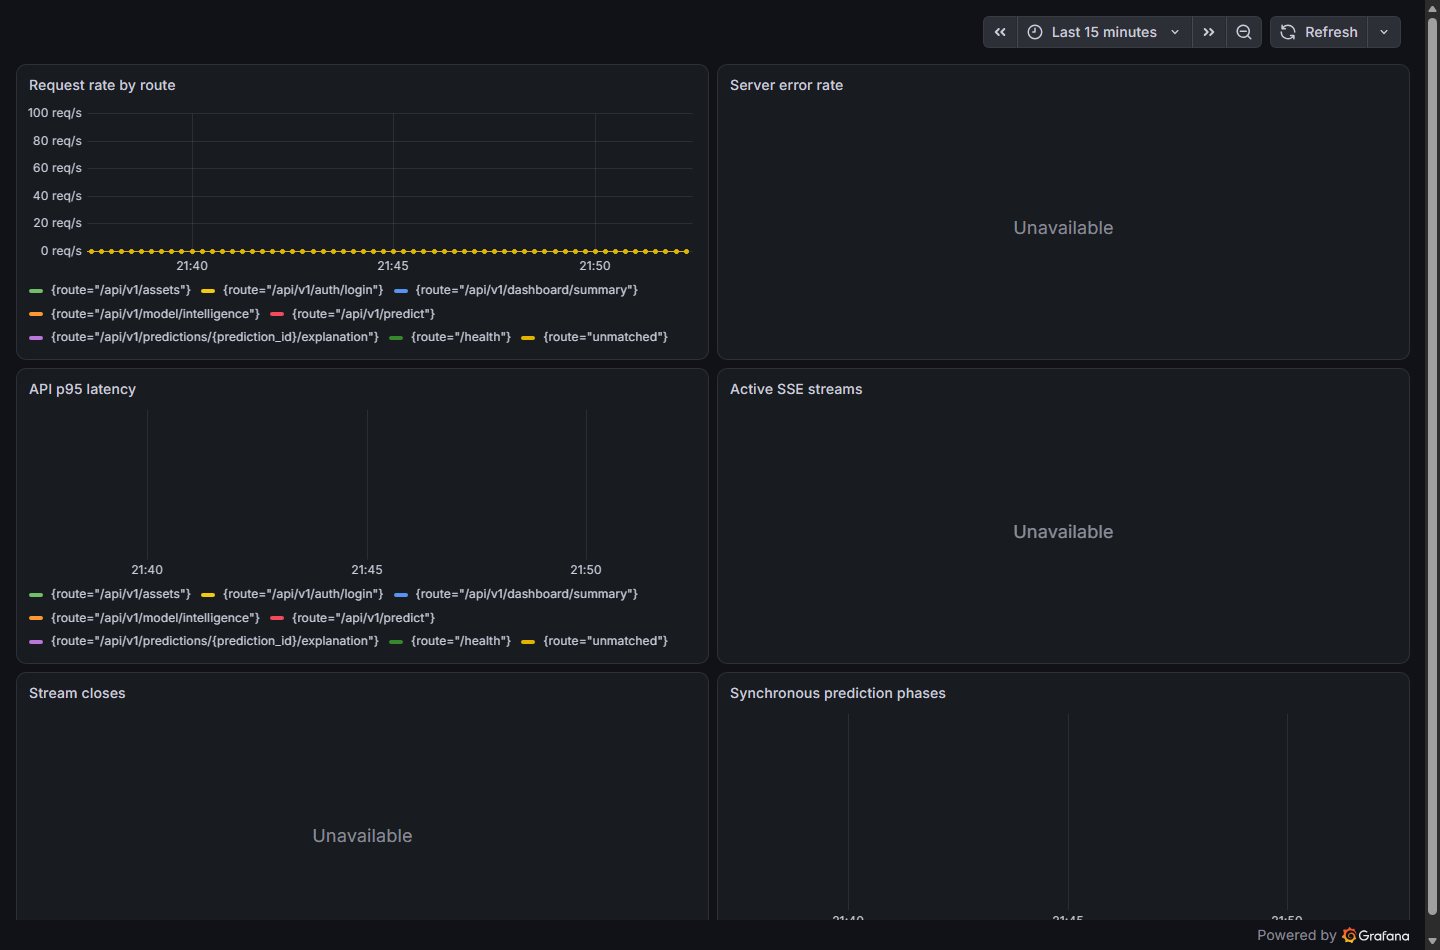 Last 15 minutes
Refresh
Request rate by route
100 req/s
80 req/s
60 req/s
40 req/s
20 req/s
0 req/s
21:40 21:45 21:50
{route="/api/v1/assets"} {route="/api/v1/auth/login"} {route="/api/v1/dashboard/summary"}
{route="/api/v1/model/intelligence"} {route="/api/v1/predict"}
{route="/api/v1/predictions/{prediction_id}/explanation"} {route="/health"} {route="unmatched"}
Server error rate
Unavailable
API p95 latency
21:40 21:45 21:50
{route="/api/v1/assets"} {route="/api/v1/auth/login"} {route="/api/v1/dashboard/summary"}
{route="/api/v1/model/intelligence"} {route="/api/v1/predict"}
{route="/api/v1/predictions/{prediction_id}/explanation"} {route="/health"} {route="unmatched"}
Active SSE streams
Unavailable
Stream closes
Unavailable
Synchronous prediction phases
21:40 21:45 21:50
Powered by Grafana